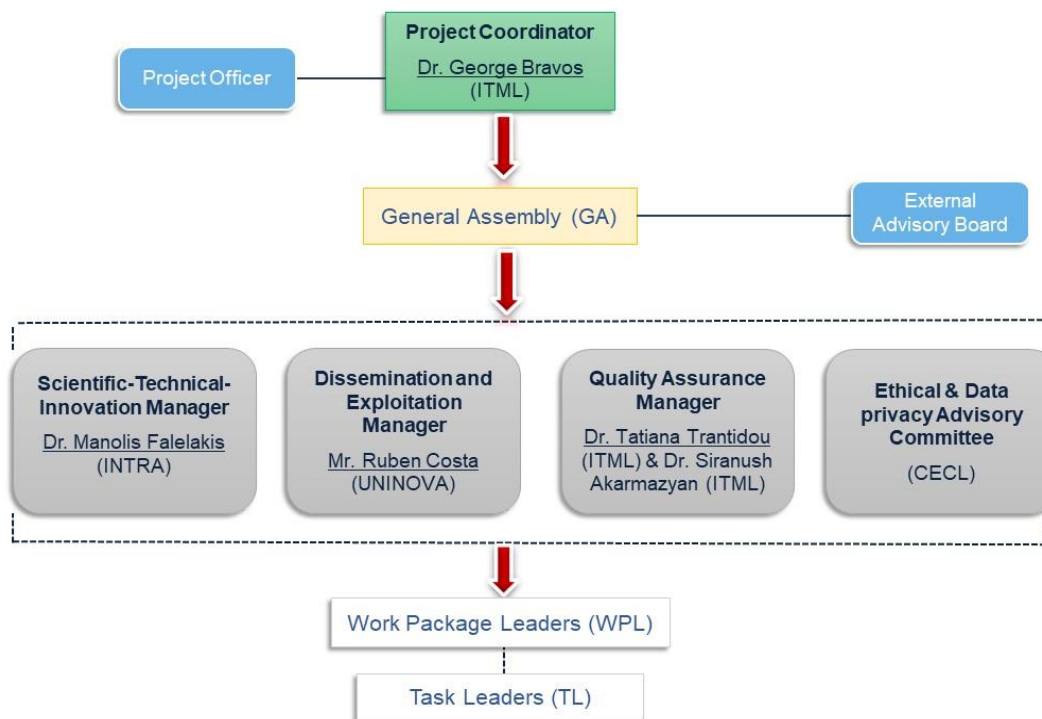 Project Coordinator
Dr. George Bravos
(ITML)
Project Officer
General Assembly (GA)
External
Advisory Board
Scientific-Technical-
Innovation Manager
Dr. Manolis Falelakis
(INTRA)
Dissemination and
Exploitation
Manager
Mr. Ruben Costa
(UNINOVA)
Quality Assurance
Manager
Dr. Tatiana Trantidou
(ITML) & Dr. Siranush
Akarmazyan (ITML)
Ethical & Data
privacy Advisory
Committee
(CECL)
Work Package Leaders (WPL)
Task Leaders (TL)